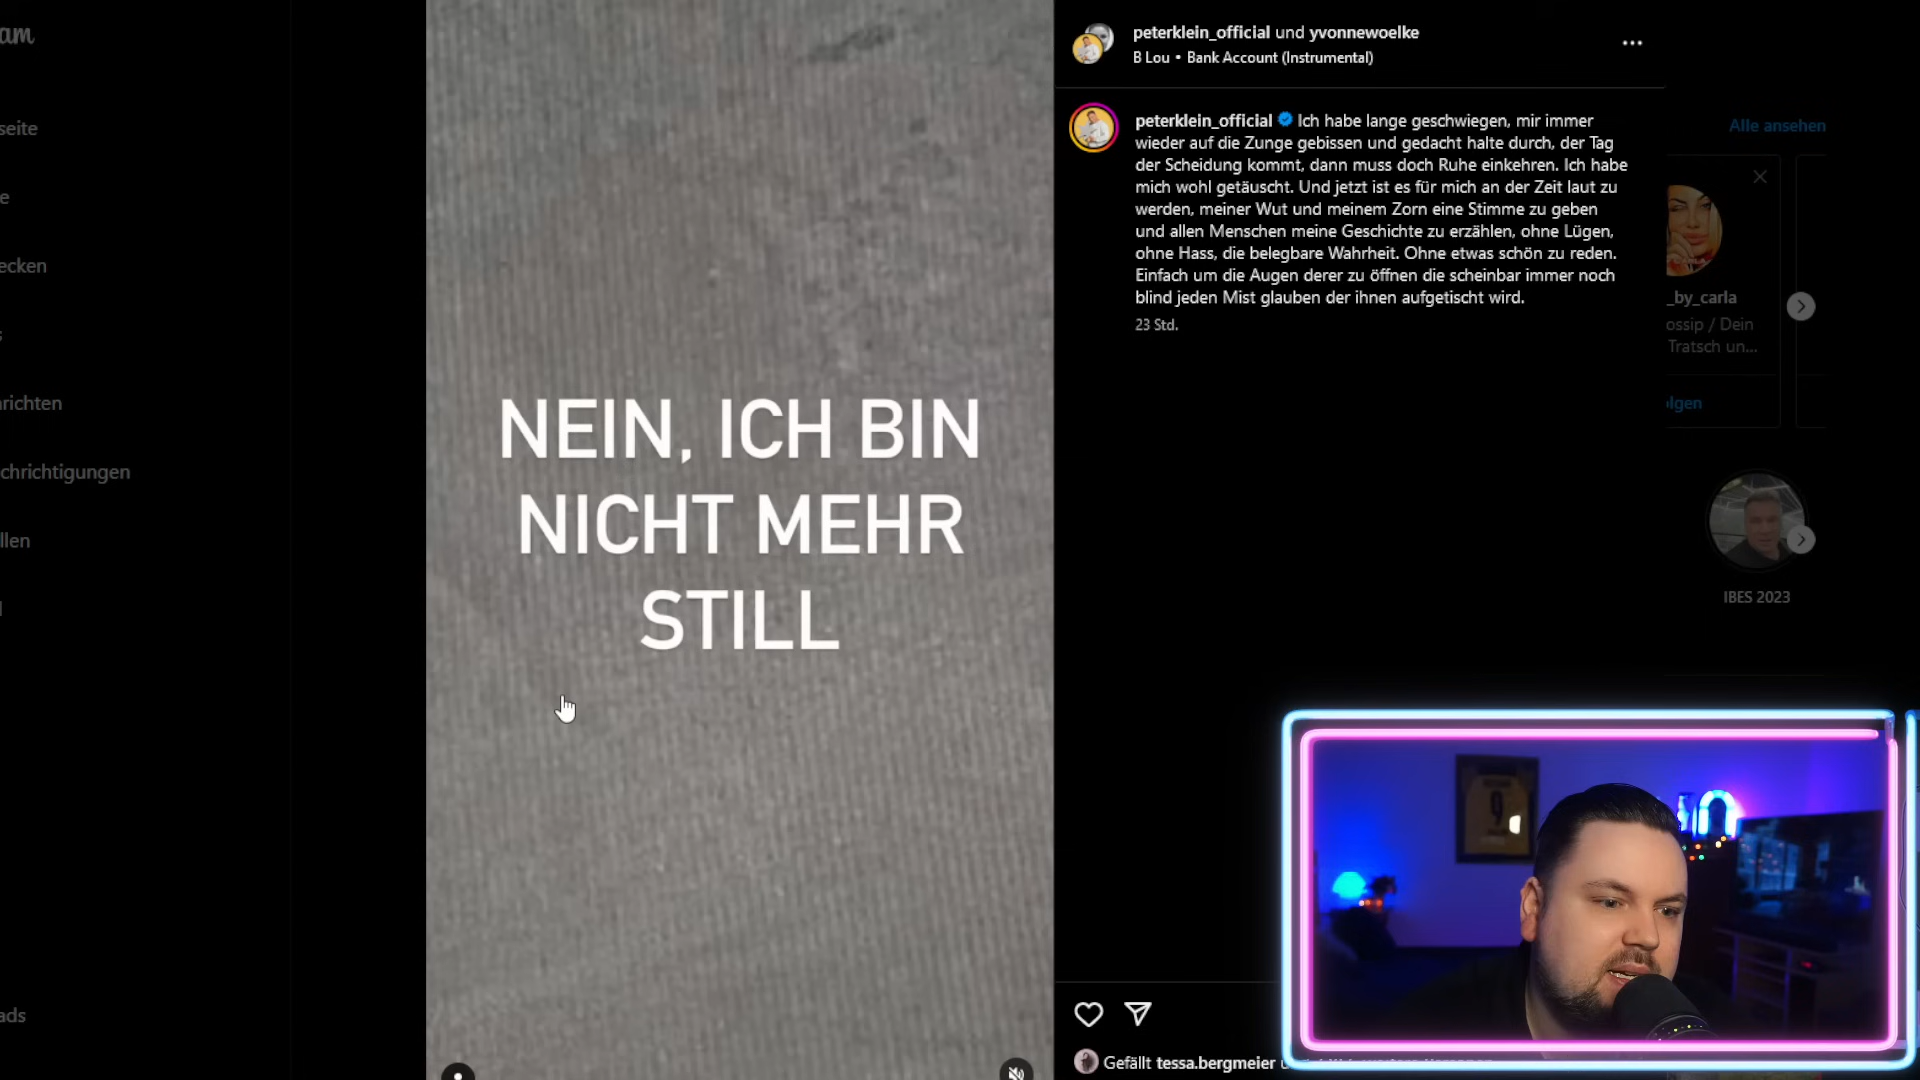 am
seite
e
ecken
s
richten
chrichtigungen
llen
ads
NEIN, ICH BIN
NICHT MEHR
STILL
peterklein_official und yvonnewoelke
B Lou • Bank Account (Instrumental)
peterklein_official Ich habe lange geschwiegen, mir immer
wieder auf die Zunge gebissen und gedacht halte durch, der Tag
der Scheidung kommt, dann muss doch Ruhe einkehren. Ich habe
mich wohl getäuscht. Und jetzt ist es für mich an der Zeit laut zu
werden, meiner Wut und meinem Zorn eine Stimme zu geben
und allen Menschen meine Geschichte zu erzählen, ohne Lügen,
ohne Hass, die belegbare Wahrheit. Ohne etwas schön zu reden.
Einfach um die Augen derer zu öffnen die scheinbar immer noch
blind jeden Mist glauben der ihnen aufgetischt wird.
23 Std.
Gefällt tessa.bergmeier
Alle ansehen
_by_carla
ossip / Dein
Tratsch un...
lgen
IBES 2023
9